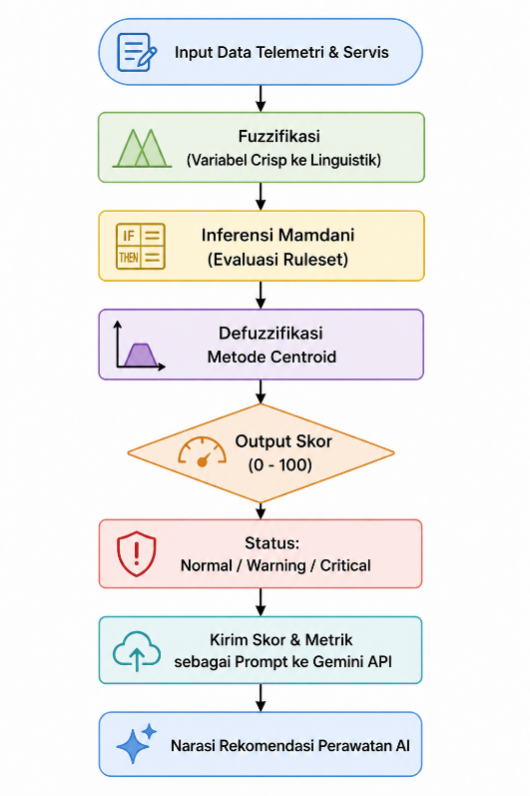 Input Data Telemetri & Servis
Fuzzifikasi
(Variabel Crisp ke Linguistik)
IF
THEN
Inferensi Mamdani
(Evaluasi Ruleset)
Defuzzifikasi
Metode Centroid
Output Skor
(0 - 100)
Status:
Normal / Warning / Critical
Kirim Skor & Metrik
sebagai Prompt ke Gemini API
Narasi Rekomendasi Perawatan AI